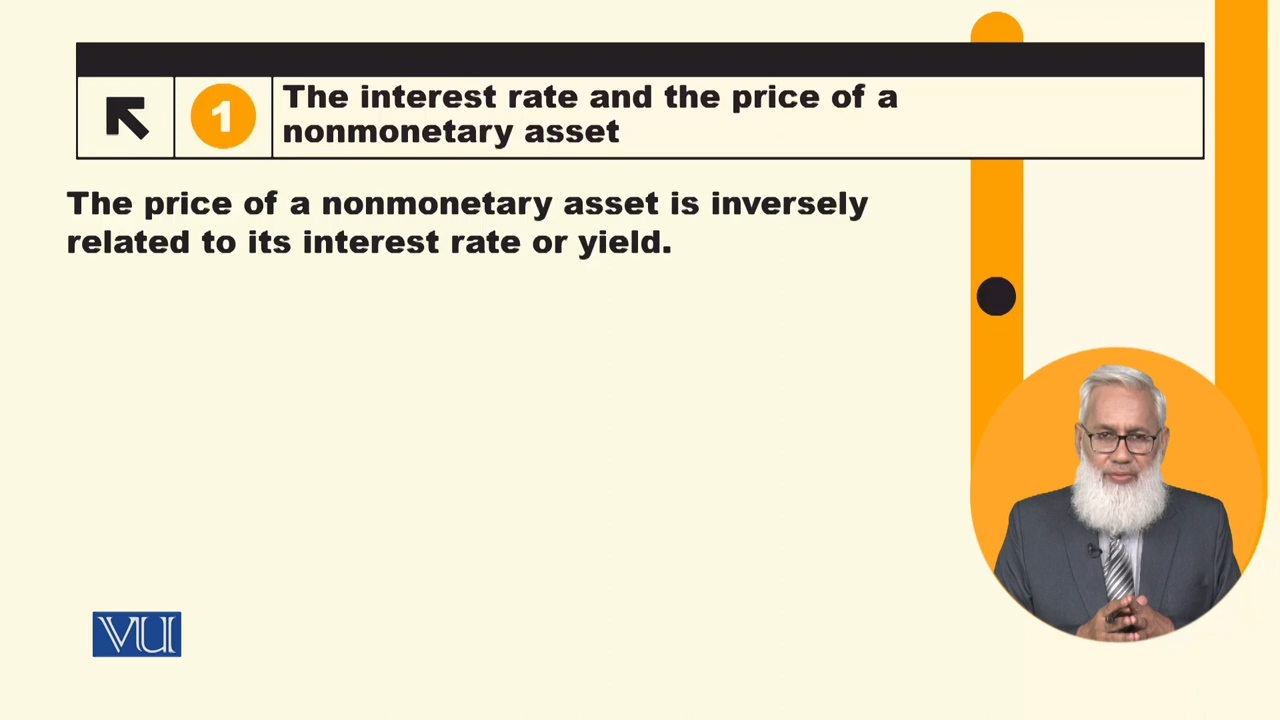 1
The interest rate and the price of a
nonmonetary asset
The price of a nonmonetary asset is inversely
related to its interest rate or yield.
VU